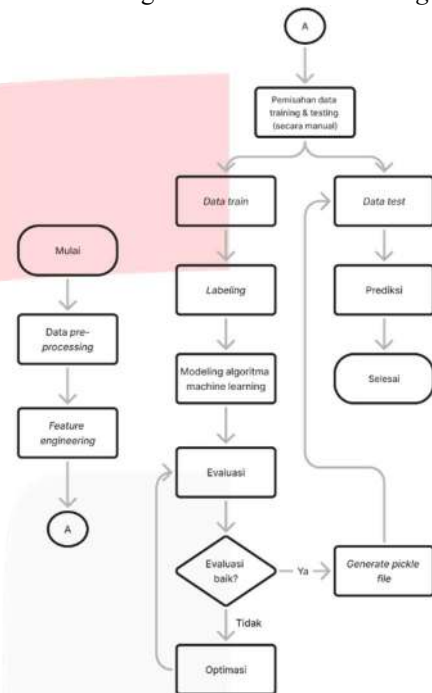 Mulai
Data pre-
processing
Feature
engineering
A
A
Pemisahan data
training & testing
(secara manual)
Data train
Labeling
Modeling algoritma
machine learning
Evaluasi
Evaluasi
baik?
Ya
Tidak
Optimasi
Generate pickle
file
Data test
Prediksi
Selesai